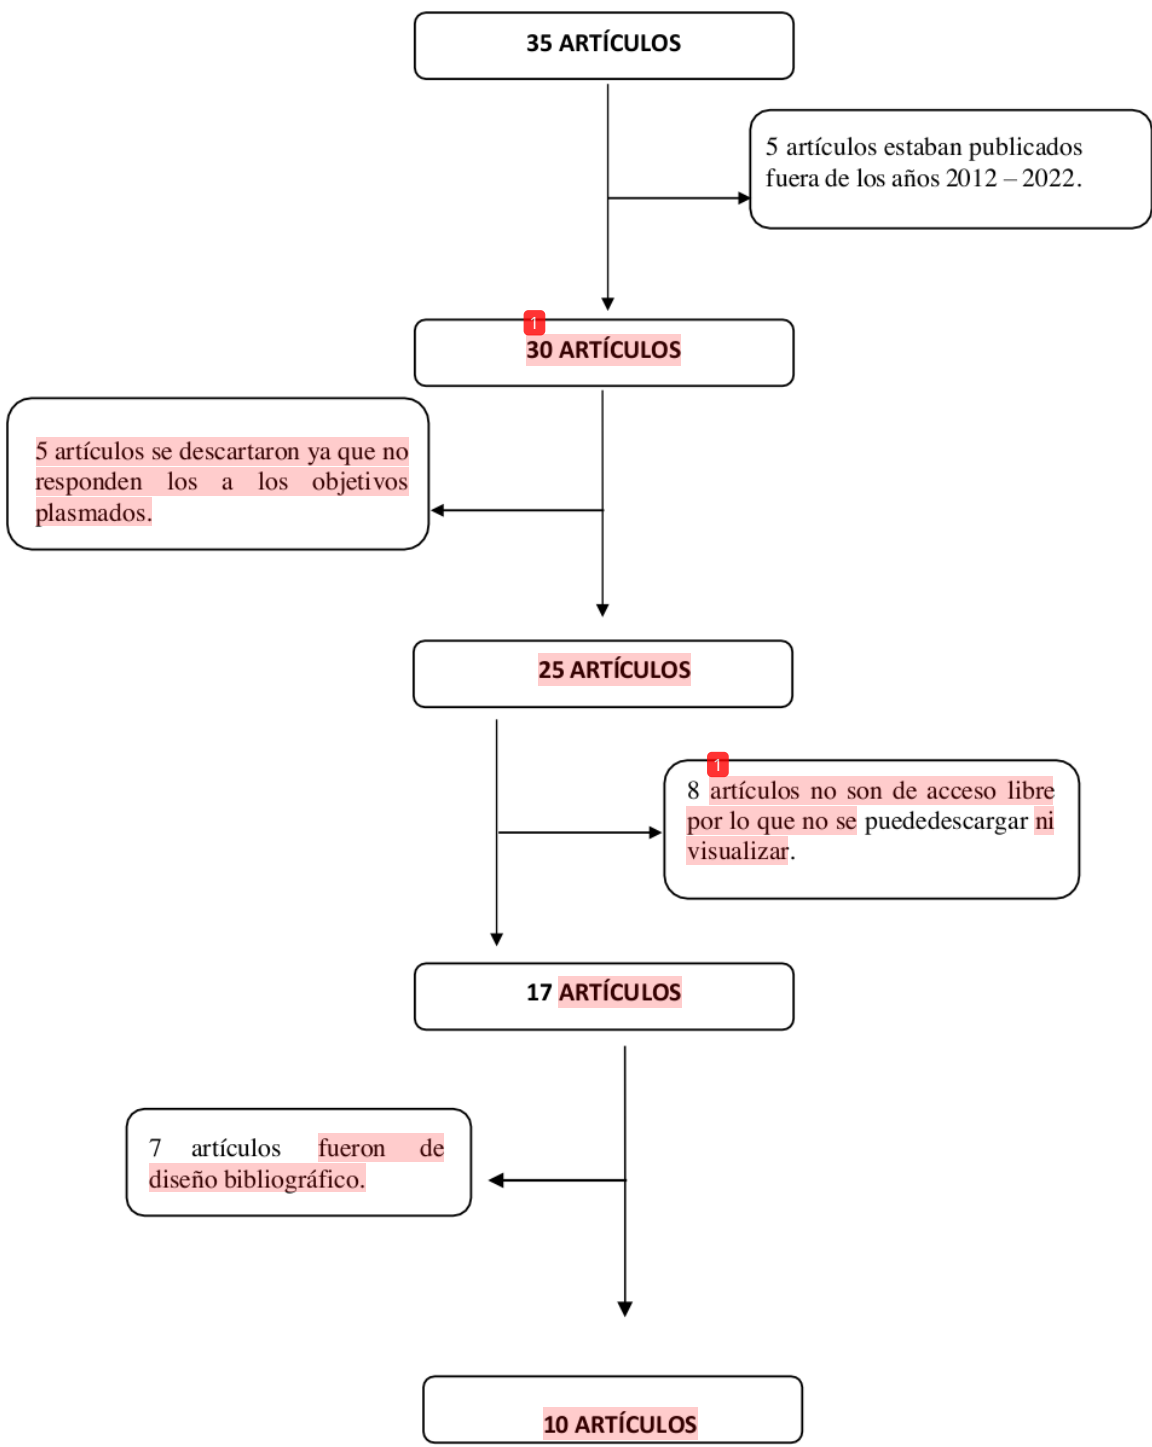 35 ARTÍCULOS
5 artículos estaban publicados
fuera de los años 2012 – 2022.
1
30 ARTÍCULOS
5 artículos se descartaron ya que no
responden los a los objetivos
plasmados.
25 ARTÍCULOS
1
8 artículos no son de acceso libre
por lo que no se puededescargar ni
visualizar.
17 ARTÍCULOS
7 artículos fueron de
diseño bibliográfico.
10 ARTÍCULOS